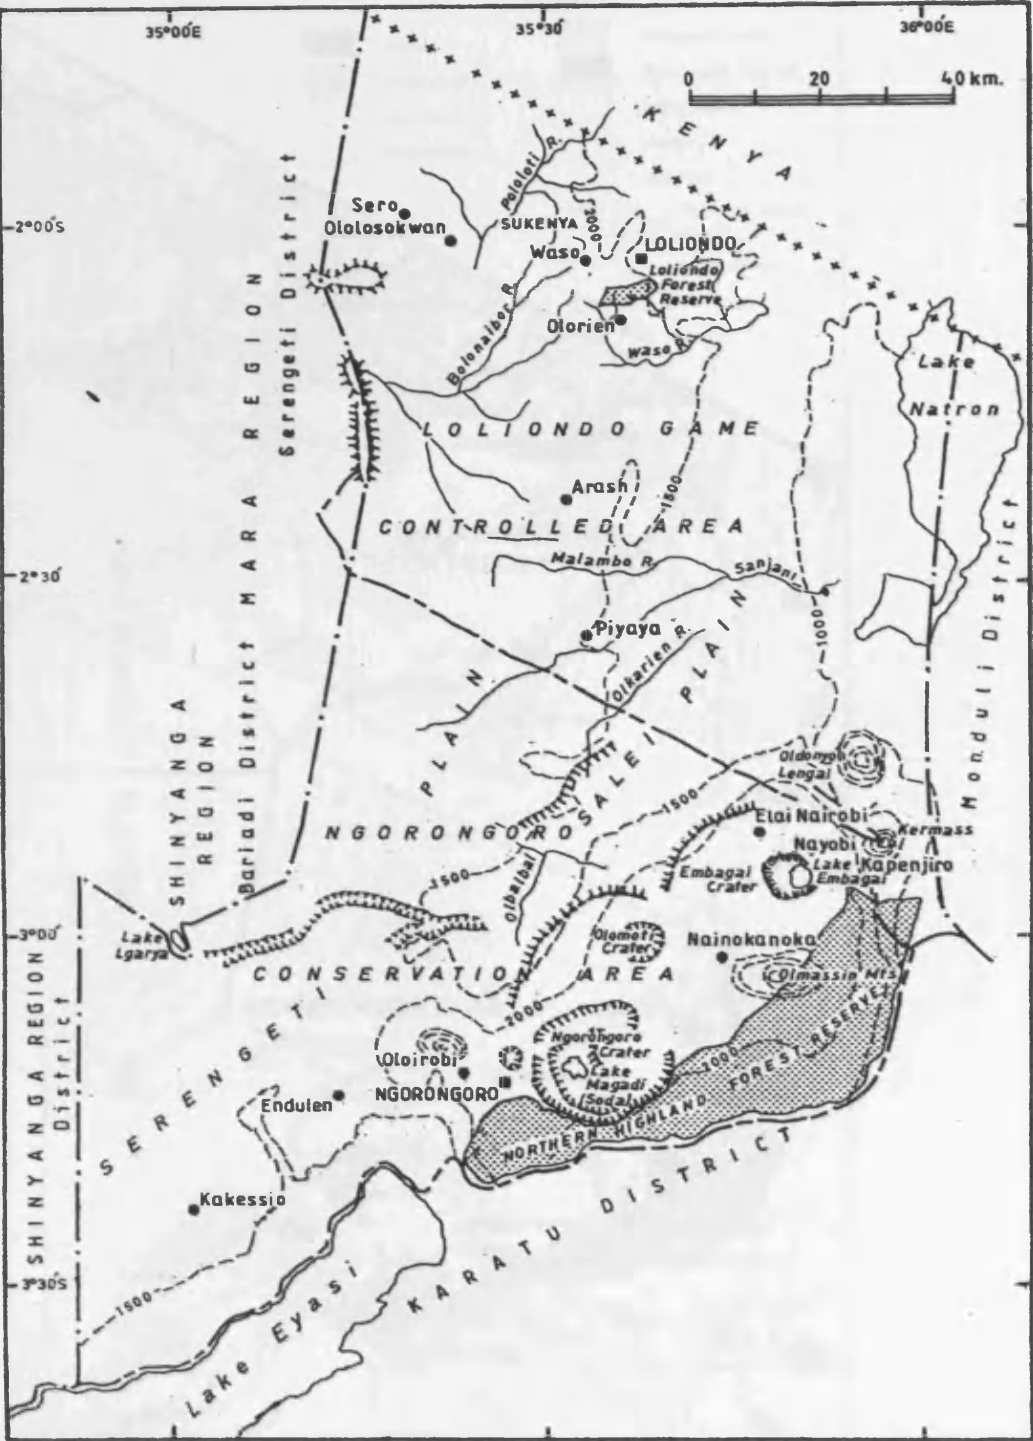 35°00'E
35°30'
36°00'E
0 20 40 km.
KENYA
Pololoti R.
Sero
Ololosokwan
2°00'S
SUKENYA
2000
Waso
LOLIONDO
Loliondo
Forest
Reserve
Olorien
Waso R.
Bolonaibor R.
MARA REGION
Serengeti District
Lake
Natron
LOLIONDO GAME
Arash
1500
CONTROLLED AREA
Malambo R.
Sanjani
2°30'
Piyaya
Olkarien R.
1000
Monduli District
SHINYANGA
REGION
Bariadi District
PLAIN
SALEI PLAIN
Oldonyo
Lengai
1500
NGORONGORO
Elai Nairobi
Kermass
Nayobi
Kapenjiro
Embagai
Crater
Lake
Embagai
1500
Olbalbal
3°00'S
Lake
Lgarya
Olomoti
Crater
Nainokanoka
Olmassin Mts.
CONSERVATION AREA
2000
SERENGETI
Oloirobi
NGORONGORO
Ngorongoro
Crater
Lake
Magadi
(Soda)
2000
NORTHERN HIGHLAND FOREST RESERVE
Endulen
Kakessio
SHINYANGA REGION
District
KARATU DISTRICT
3°30'S
1500
Lake Eyasi